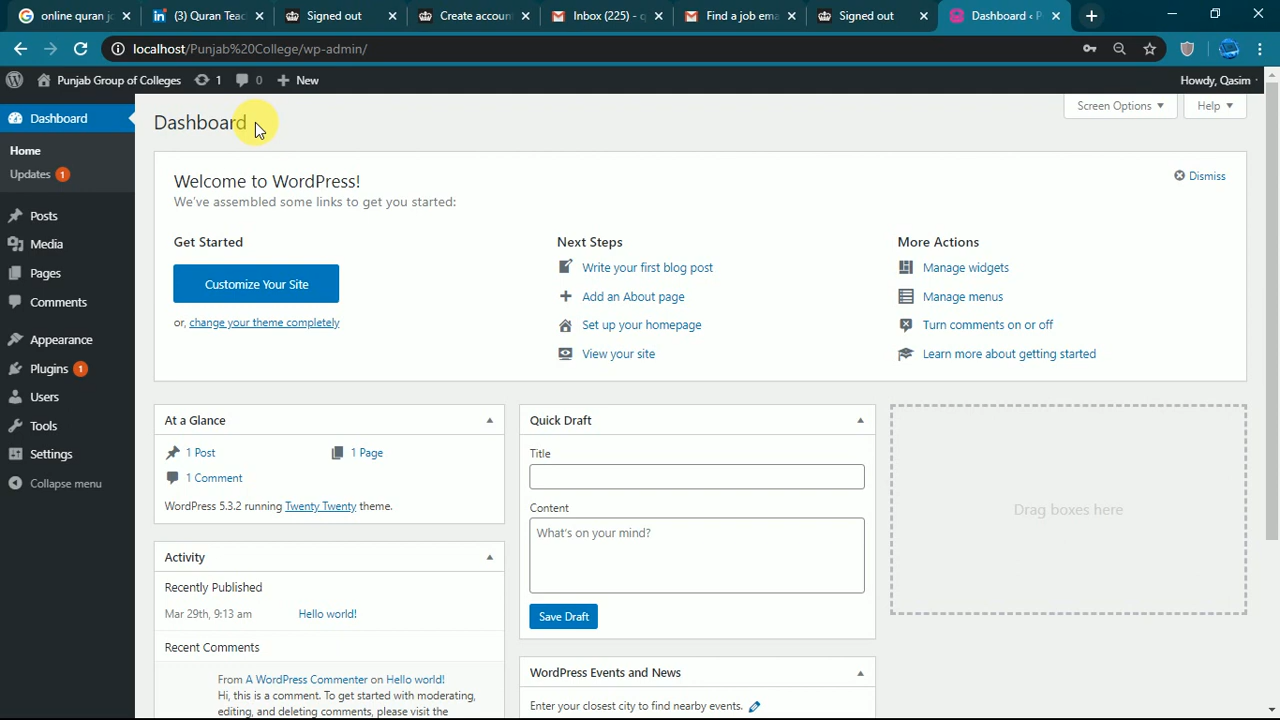 online quran jo
(3) Quran Teac
Signed out
Create accoun
Inbox (225) - q
Find a job ema
Signed out
Dashboard ‹ P
localhost/Punjab%20College/wp-admin/
Punjab Group of Colleges
1
0
New
Howdy, Qasim
Dashboard
Home
Updates 1
Posts
Media
Pages
Comments
Appearance
Plugins 1
Users
Tools
Settings
Collapse menu
Dashboard
Screen Options
Help
Welcome to WordPress!
We've assembled some links to get you started:
Dismiss
Get Started
Customize Your Site
or, change your theme completely
Next Steps
Write your first blog post
Add an About page
Set up your homepage
View your site
More Actions
Manage widgets
Manage menus
Turn comments on or off
Learn more about getting started
At a Glance
1 Post
1 Page
1 Comment
WordPress 5.3.2 running Twenty Twenty theme.
Activity
Recently Published
Mar 29th, 9:13 am Hello world!
Recent Comments
From A WordPress Commenter on Hello world!
Hi, this is a comment. To get started with moderating,
editing, and deleting comments, please visit the
Quick Draft
Title
Content
What's on your mind?
Save Draft
WordPress Events and News
Enter your closest city to find nearby events.
Drag boxes here